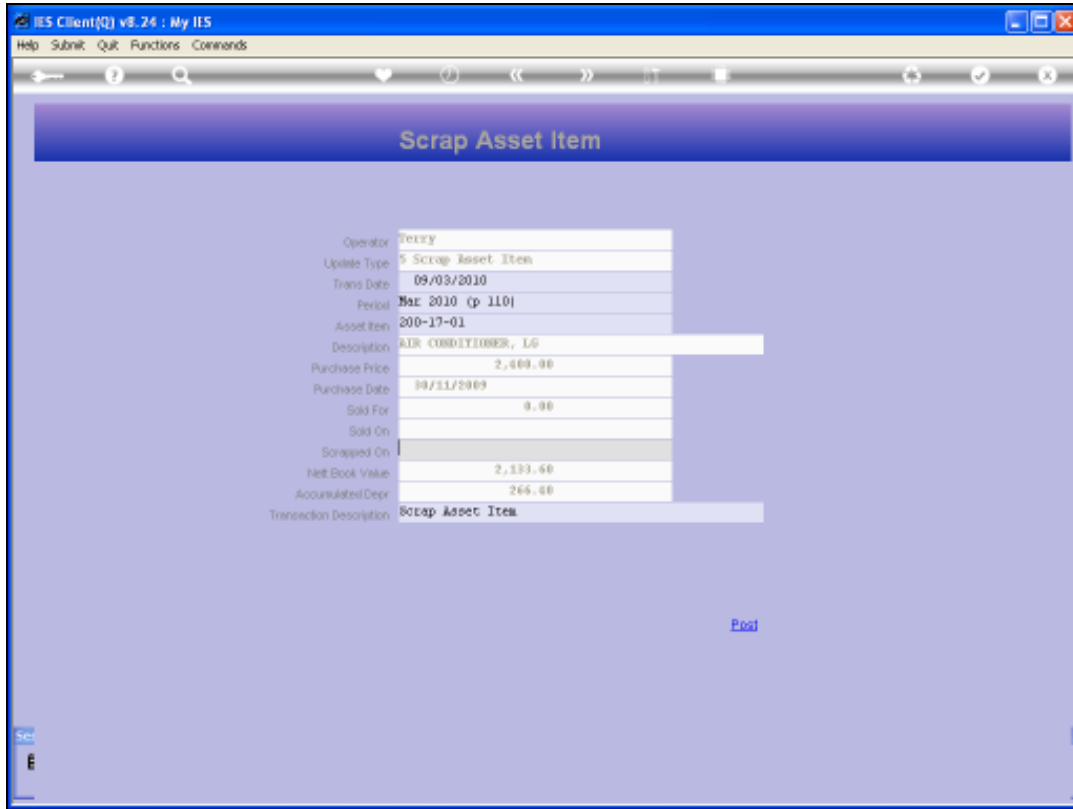 IES Client(Q) v8.24 : My IES
Help Submit Quit Functions Commands
Scrap Asset Item
Operator Terry
Update Type 5 Scrap Asset Item
Trans Date 09/03/2010
Period Mar 2010 (p 110)
Asset Item 200-17-01
Description AIR CONDITIONER, LG
Purchase Price 2,400.00
Purchase Date 30/11/2009
Sold For 0.00
Sold On
Scrapped On
Nett Book Value 2,133.60
Accumulated Depr 266.40
Transaction Description Scrap Asset Item
Post
Ses